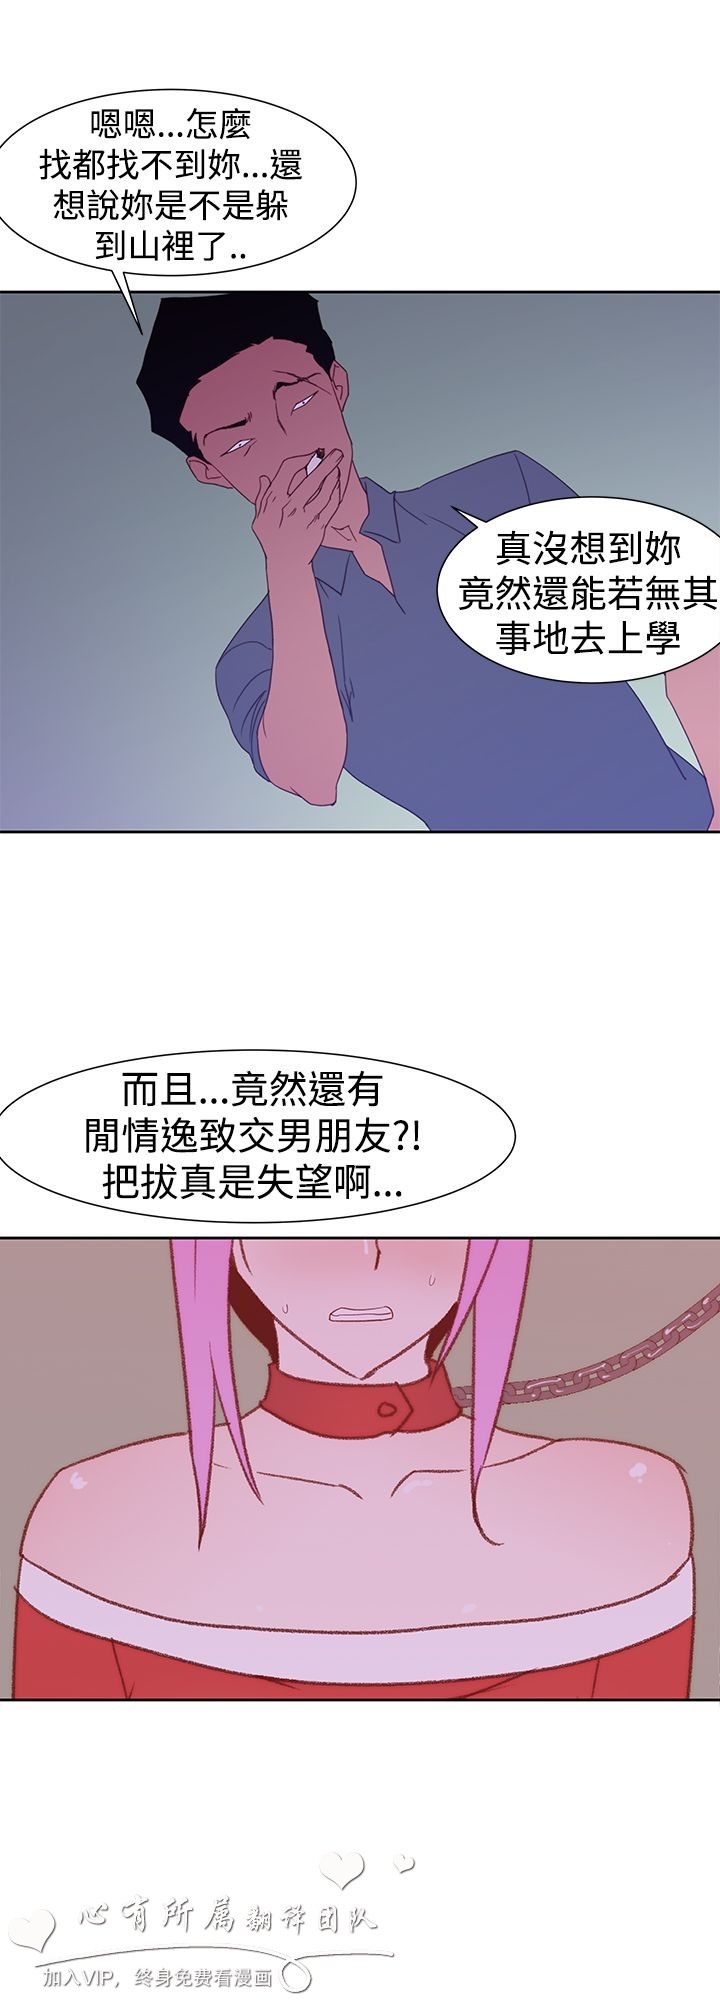 嗯嗯...怎麼
找都找不到妳...還
想說妳是不是躲
到山裡了..
真沒想到妳
竟然還能若無其
事地去上學
而且...竟然還有
閒情逸致交男朋友?!
把拔真是失望啊...
心有所属翻译团队
加入VIP，终身免费看漫画